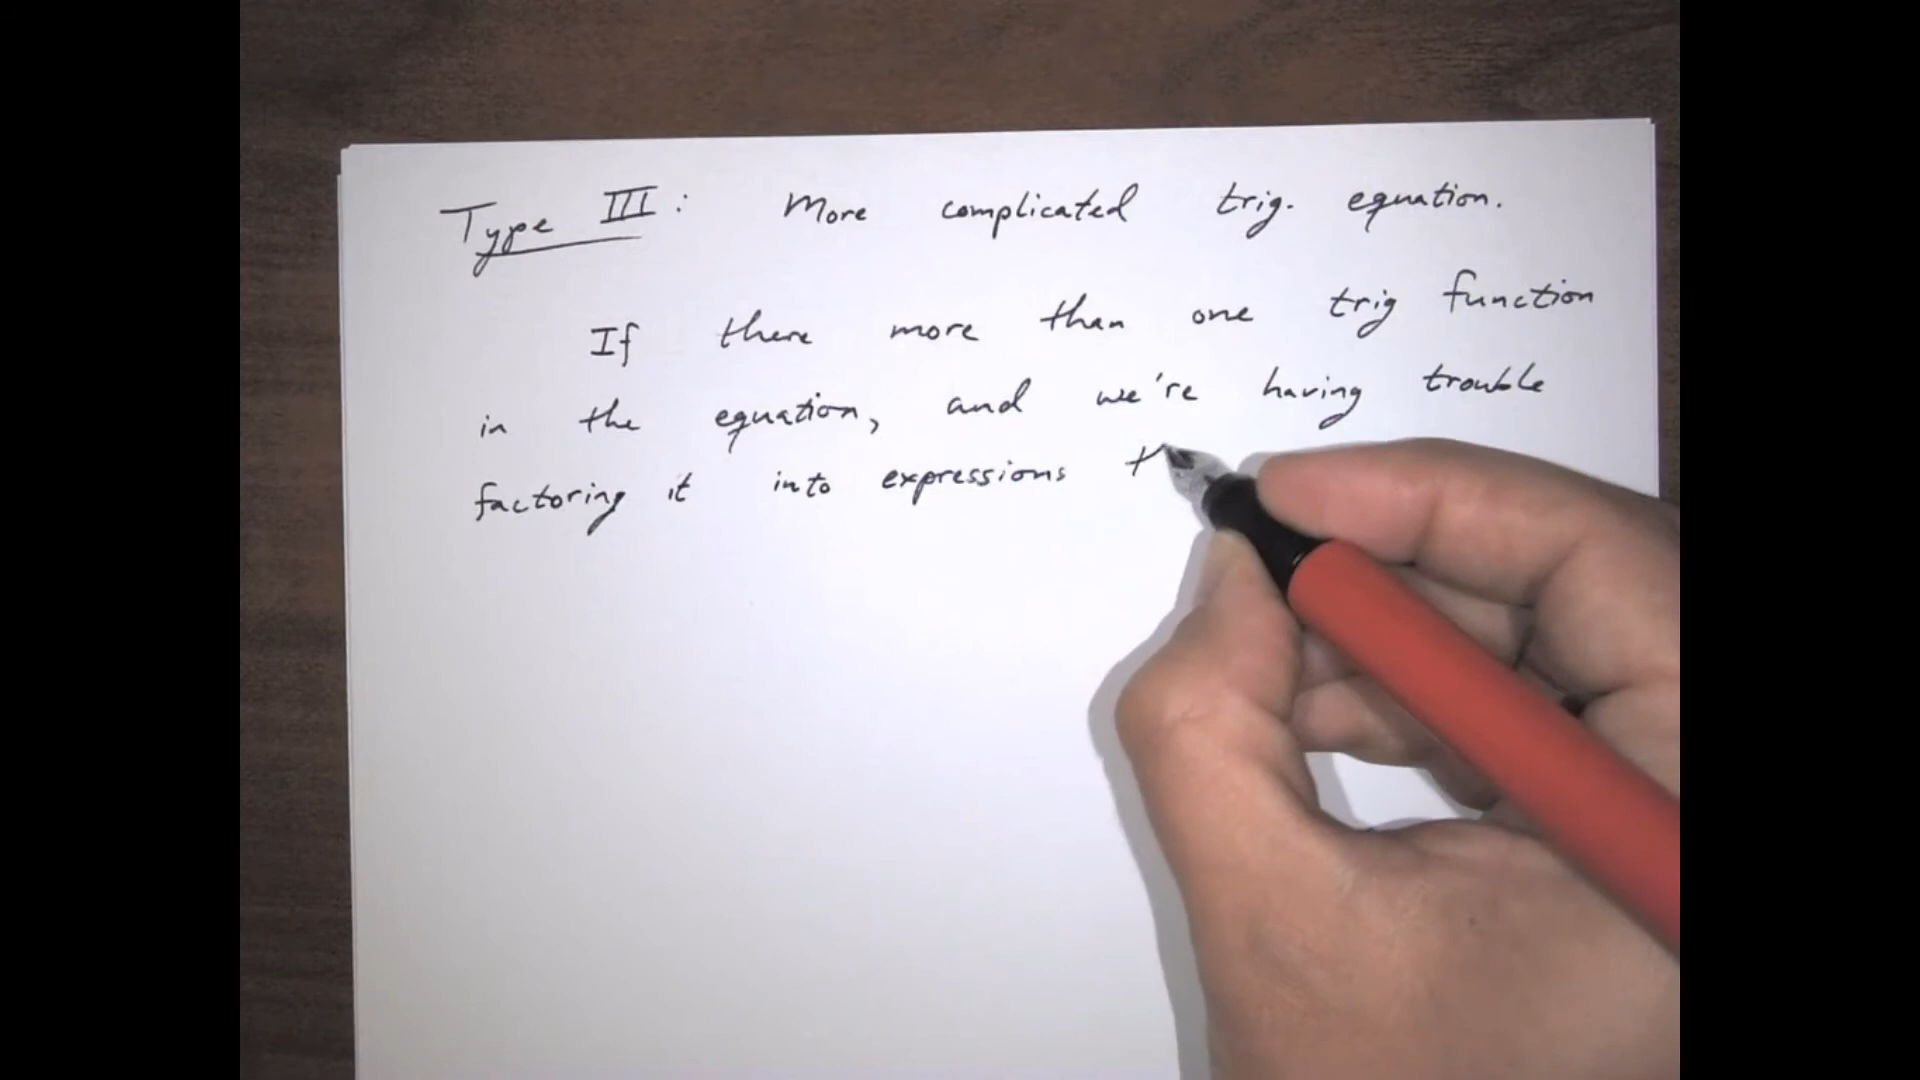 Type III: More complicated trig. equation.
If there more than one trig function
in the equation, and we're having trouble
factoring it into expressions